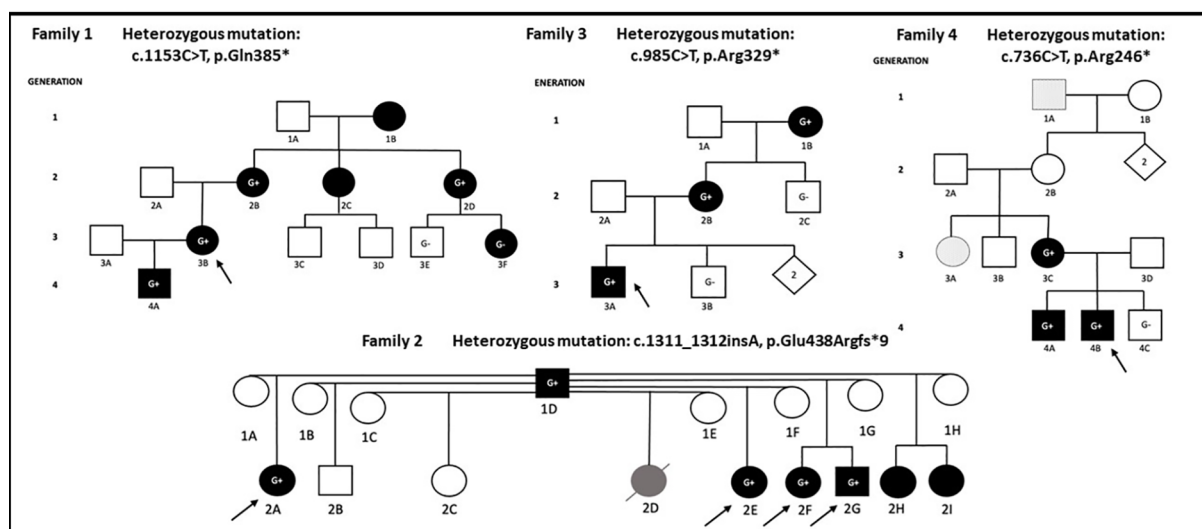 Family 1 Heterozygous mutation:
c.1153C>T, p.Gln385*
GENERATION
1
1A 1B
2
G+ G+
2A 2B 2C 2D
3
G+ G- G-
3A 3B 3C 3D 3E 3F
4
G+
4A
Family 3 Heterozygous mutation:
c.985C>T, p.Arg329*
ENERATION
1
G+
1A 1B
2
G+ G-
2A 2B 2C
3
G+ G- 2
3A 3B
Family 4 Heterozygous mutation:
c.736C>T, p.Arg246*
GENERATION
1
1A 1B
2
2
2A 2B
3
G+
3A 3B 3C 3D
4
G+ G+ G-
4A 4B 4C
Family 2 Heterozygous mutation: c.1311_1312insA, p.Glu438Argfs*9
G+
1A 1B 1C 1D 1E 1F 1G 1H
G+ G+ G+ G+
2A 2B 2C 2D 2E 2F 2G 2H 2I